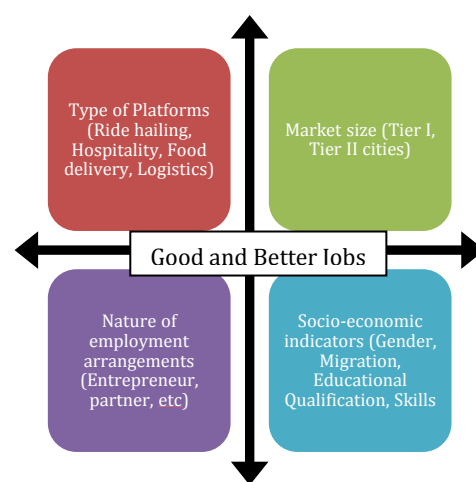 Type of Platforms
(Ride hailing,
Hospitality, Food
delivery, Logistics)
Market size (Tier I,
Tier II cities)
Good and Better Jobs
Nature of
employment
arrangements
(Entrepreneur,
partner, etc)
Socio-economic
indicators (Gender,
Migration,
Educational
Qualification, Skills